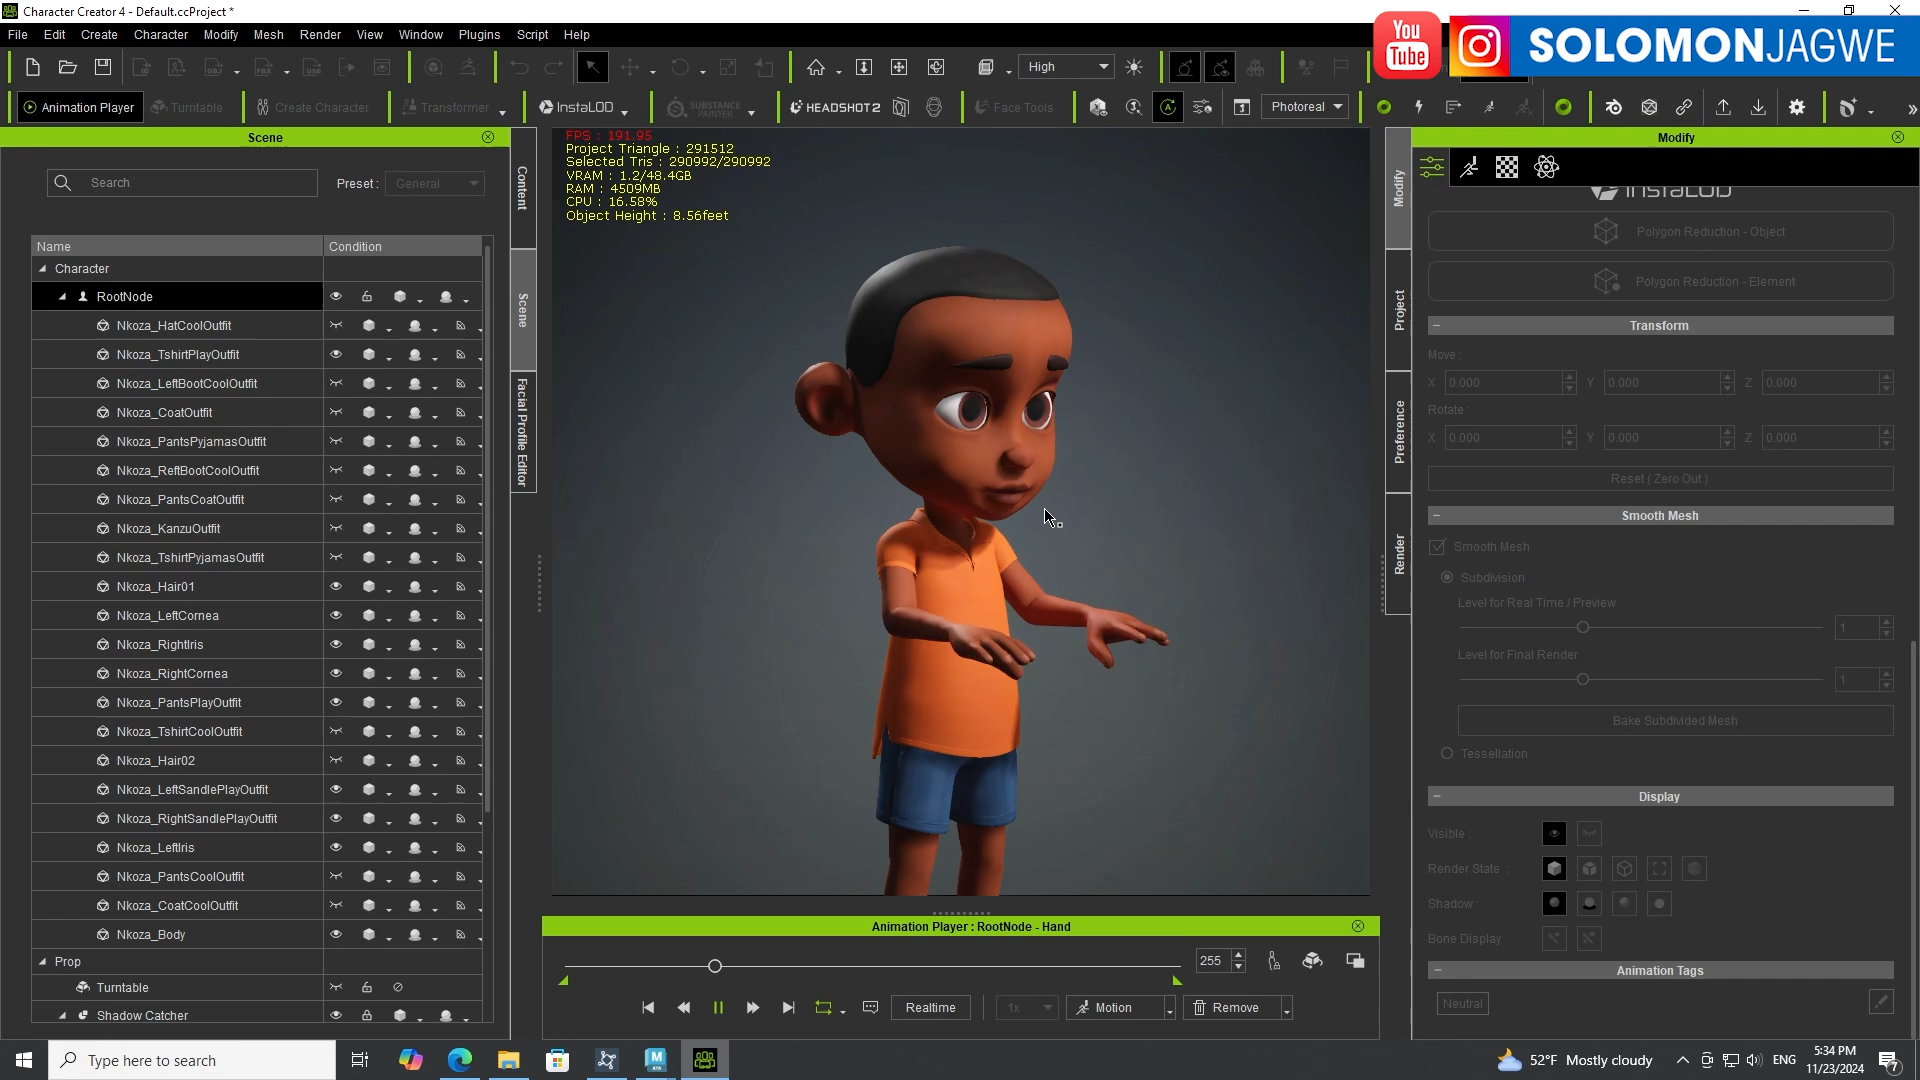 Character Creator 4 - Default.ccProject *
File Edit Create Character Modify Mesh Render View Window Plugins Script Help
You Tube
SOLOMONJAGWE
High
Animation Player
Turntable
Create Character
Transformer
InstaLOD
SUBSTANCE PAINTER
HEADSHOT 2
Face Tools
Photoreal
Scene
Search
Preset : General
Name Condition
Character
RootNode
Nkoza_HatCoolOutfit
Nkoza_TshirtPlayOutfit
Nkoza_LeftBootCoolOutfit
Nkoza_CoatOutfit
Nkoza_PantsPyjamasOutfit
Nkoza_ReftBootCoolOutfit
Nkoza_PantsCoatOutfit
Nkoza_KanzuOutfit
Nkoza_TshirtPyjamasOutfit
Nkoza_Hair01
Nkoza_LeftCornea
Nkoza_RightIris
Nkoza_RightCornea
Nkoza_PantsPlayOutfit
Nkoza_TshirtCoolOutfit
Nkoza_Hair02
Nkoza_LeftSandlePlayOutfit
Nkoza_RightSandlePlayOutfit
Nkoza_LeftIris
Nkoza_PantsCoolOutfit
Nkoza_CoatCoolOutfit
Nkoza_Body
Prop
Turntable
Shadow Catcher
Content
Scene
Facial Profile Editor
FPS : 191.95
Project Triangle : 291512
Selected Tris : 290992/290992
VRAM : 1.2/48.4GB
RAM : 4509MB
CPU : 16.58%
Object Height : 8.56feet
Animation Player : RootNode - Hand
255
Realtime
1x
Motion
Remove
Modify
Project
Preference
Render
Modify
InstaLOD
Polygon Reduction - Object
Polygon Reduction - Element
Transform
Move :
X 0.000 Y 0.000 Z 0.000
Rotate :
X 0.000 Y 0.000 Z 0.000
Reset ( Zero Out )
Smooth Mesh
Smooth Mesh
Subdivision
Level for Real Time / Preview
1
Level for Final Render
1
Bake Subdivided Mesh
Tessellation
Display
Visible :
Render State :
Shadow :
Bone Display
Animation Tags
Neutral
Type here to search
52°F Mostly cloudy
ENG
5:34 PM
11/23/2024
7